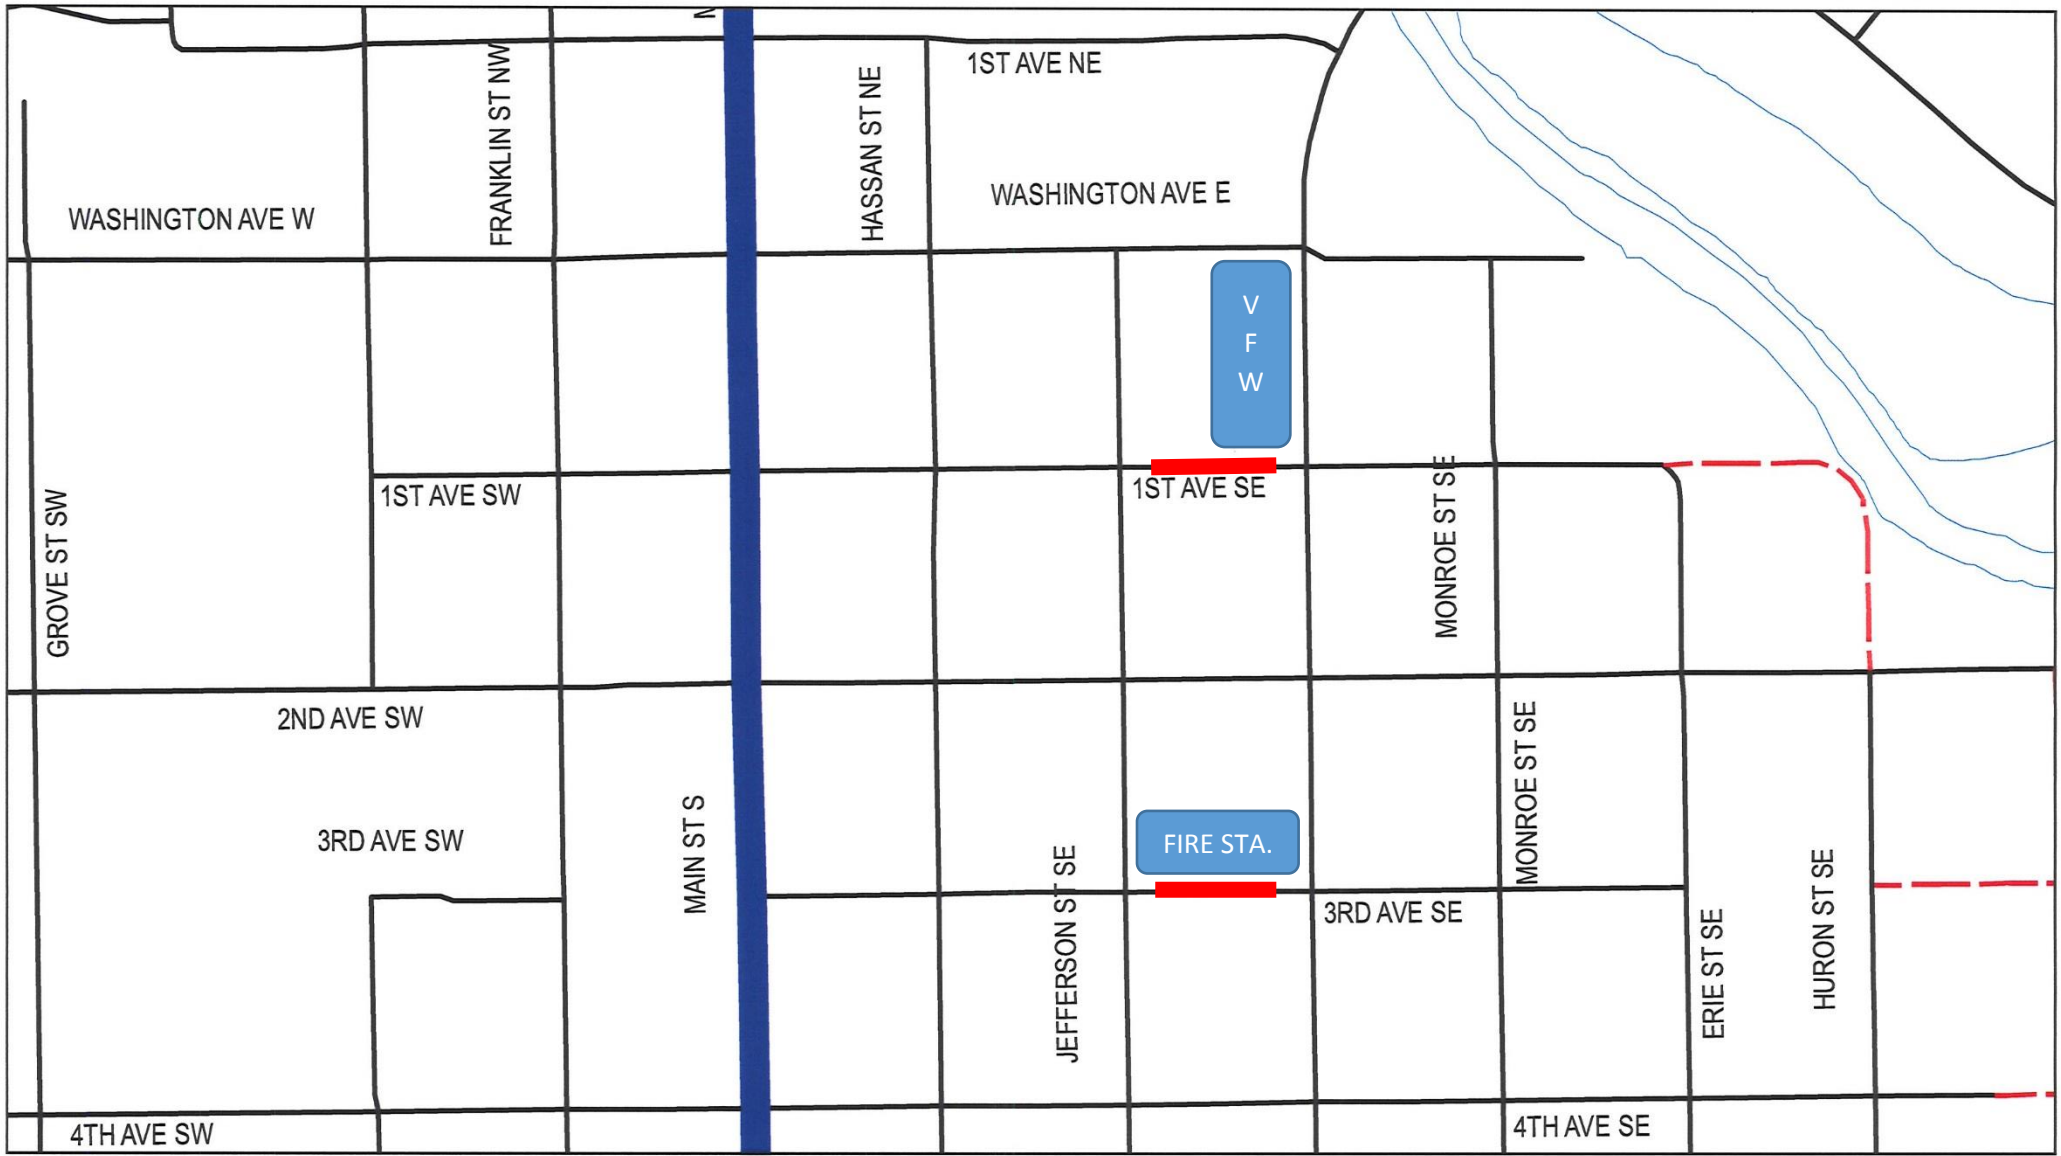 1ST AVE NE
FRANKLIN ST NW
HASSAN ST NE
WASHINGTON AVE W
WASHINGTON AVE E
V
F
W
1ST AVE SW
1ST AVE SE
GROVE ST SW
MONROE ST SE
2ND AVE SW
3RD AVE SW
MAIN ST S
FIRE STA.
MONROE ST SE
JEFFERSON ST SE
3RD AVE SE
ERIE ST SE
HURON ST SE
4TH AVE SW
4TH AVE SE